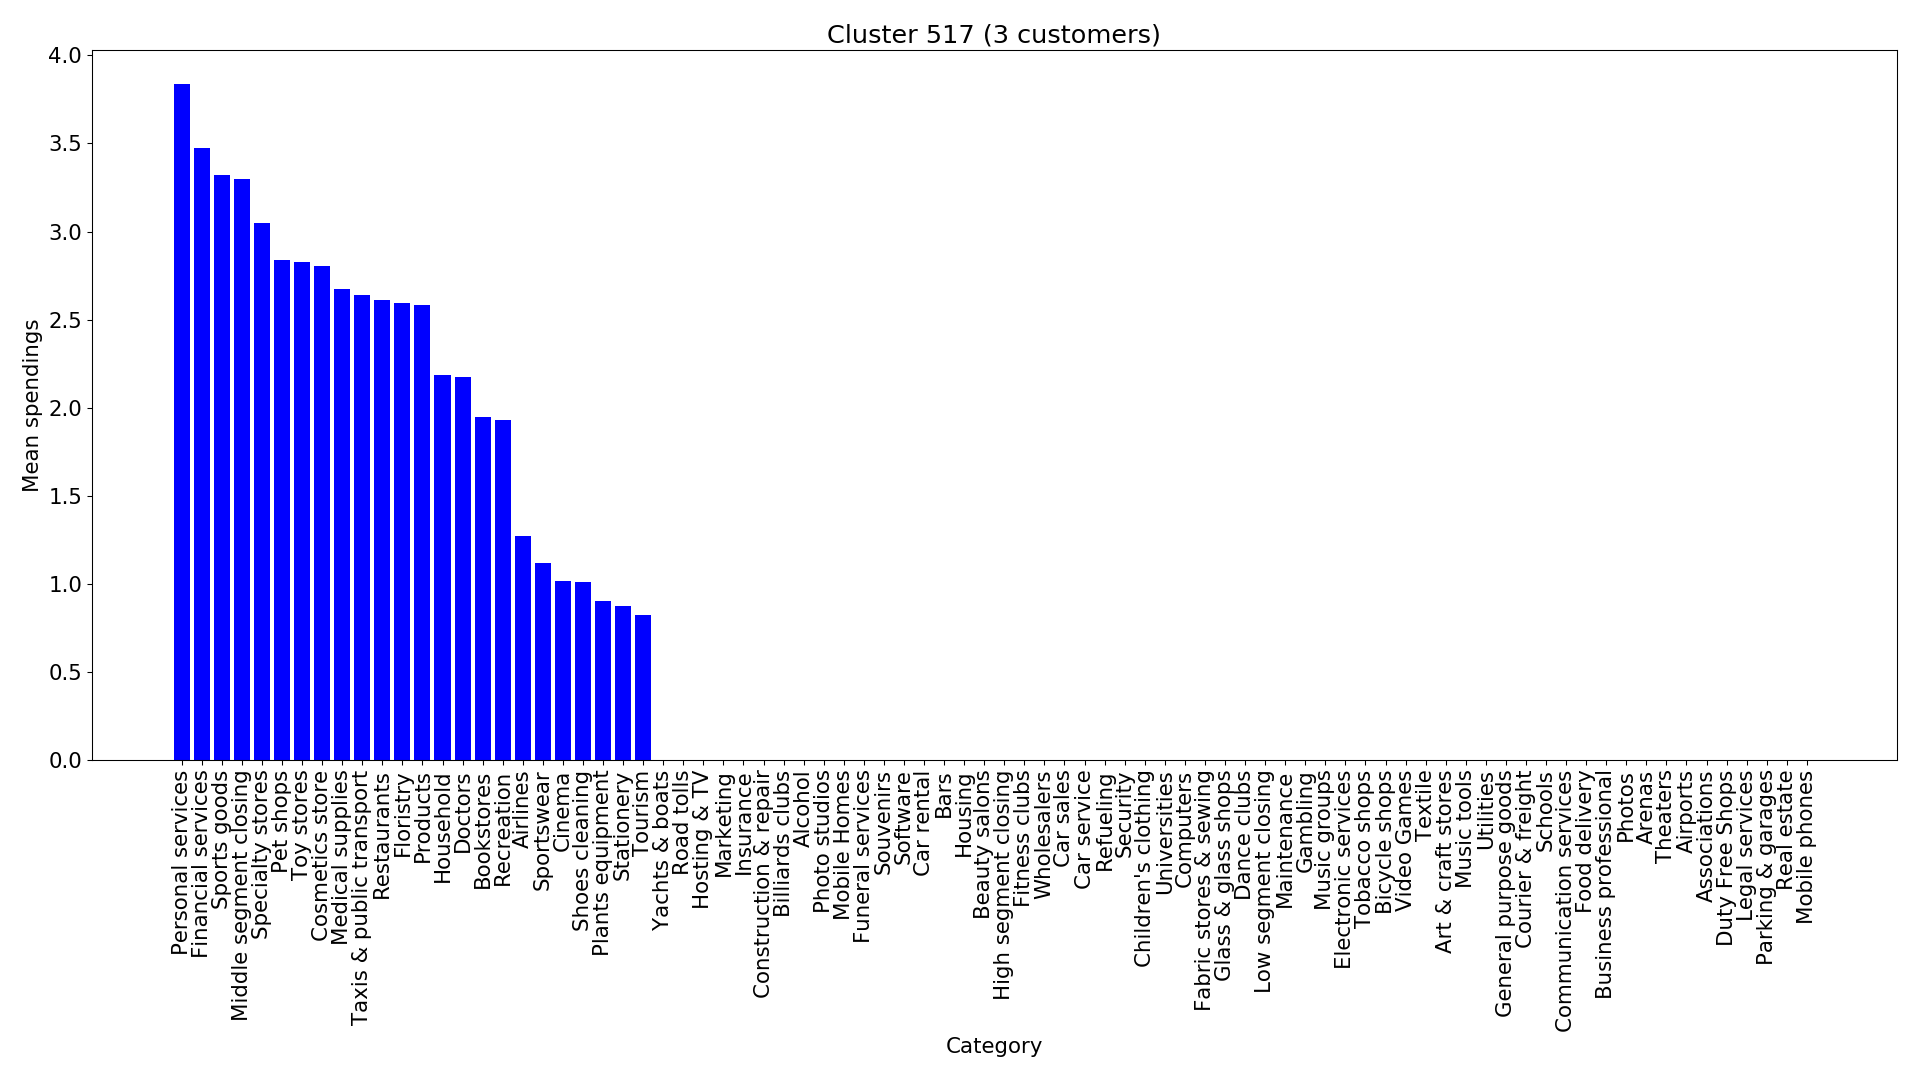 Cluster 517 (3 customers)
4.0
3.5
3.0
2.5
2.0
1.5
1.0
0.5
0.0
Mean spendings
Personal services
Financial services
Sports goods
Middle segment closing
Specialty stores
Pet shops
Toy stores
Cosmetics store
Medical supplies
Taxis & public transport
Restaurants
Floristry
Products
Household
Doctors
Bookstores
Recreation
Airlines
Sportswear
Cinema
Shoes cleaning
Plants equipment
Stationery
Tourism
Yachts & boats
Road tolls
Hosting & TV
Marketing
Insurance
Construction & repair
Billiards clubs
Alcohol
Photo studios
Mobile Homes
Funeral services
Souvenirs
Software
Car rental
Bars
Housing
Beauty salons
High segment closing
Fitness clubs
Wholesalers
Car sales
Car service
Refueling
Security
Children's clothing
Universities
Computers
Fabric stores & sewing
Glass & glass shops
Dance clubs
Low segment closing
Maintenance
Gambling
Music groups
Electronic services
Tobacco shops
Bicycle shops
Video Games
Textile
Art & craft stores
Music tools
Utilities
General purpose goods
Courier & freight
Schools
Communication services
Food delivery
Business professional
Photos
Arenas
Theaters
Airports
Associations
Duty Free Shops
Legal services
Parking & garages
Real estate
Mobile phones
Category